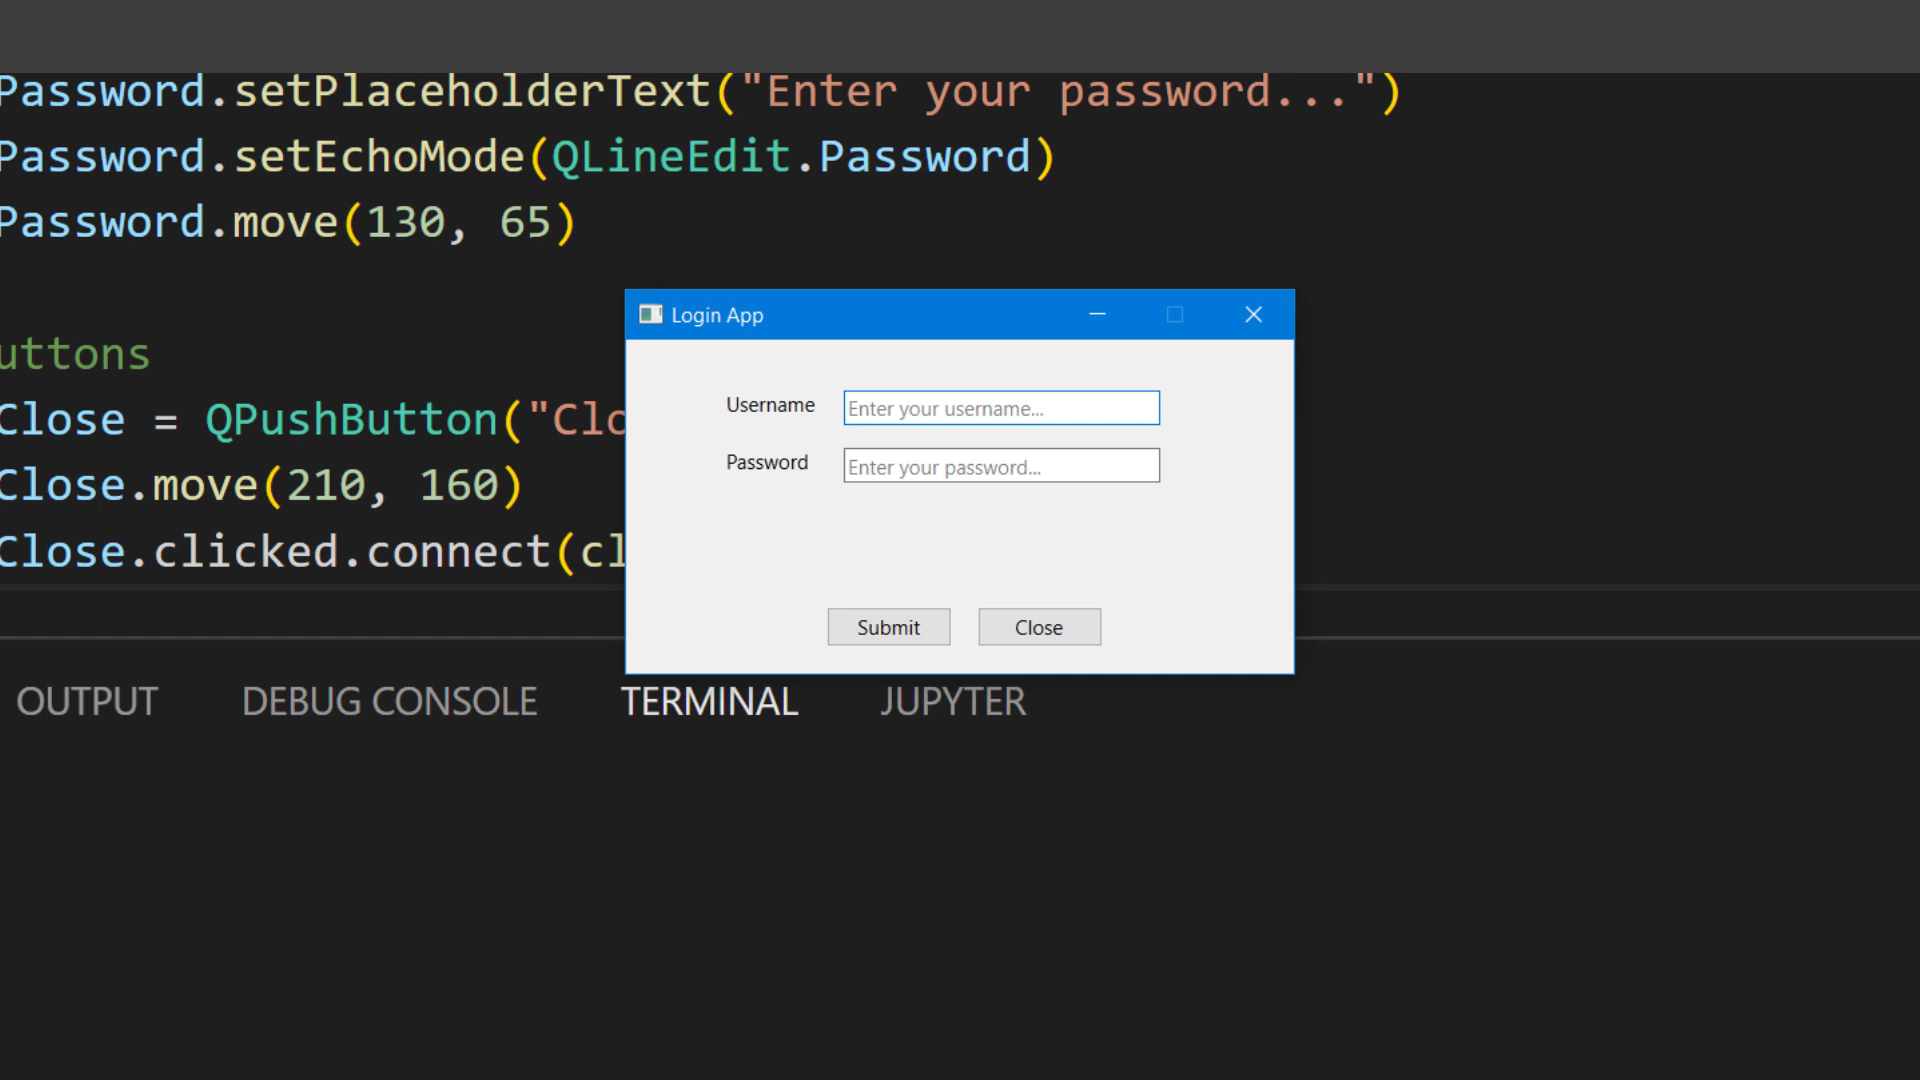 Password.setPlaceholderText("Enter your password...")
Password.setEchoMode(QLineEdit.Password)
Password.move(130, 65)
Login App
uttons
Close = QPushButton("Clo
Username
Enter your username...
Close.move(210, 160)
Password
Enter your password...
Close.clicked.connect(cl
Submit
Close
OUTPUT
DEBUG CONSOLE
TERMINAL
JUPYTER